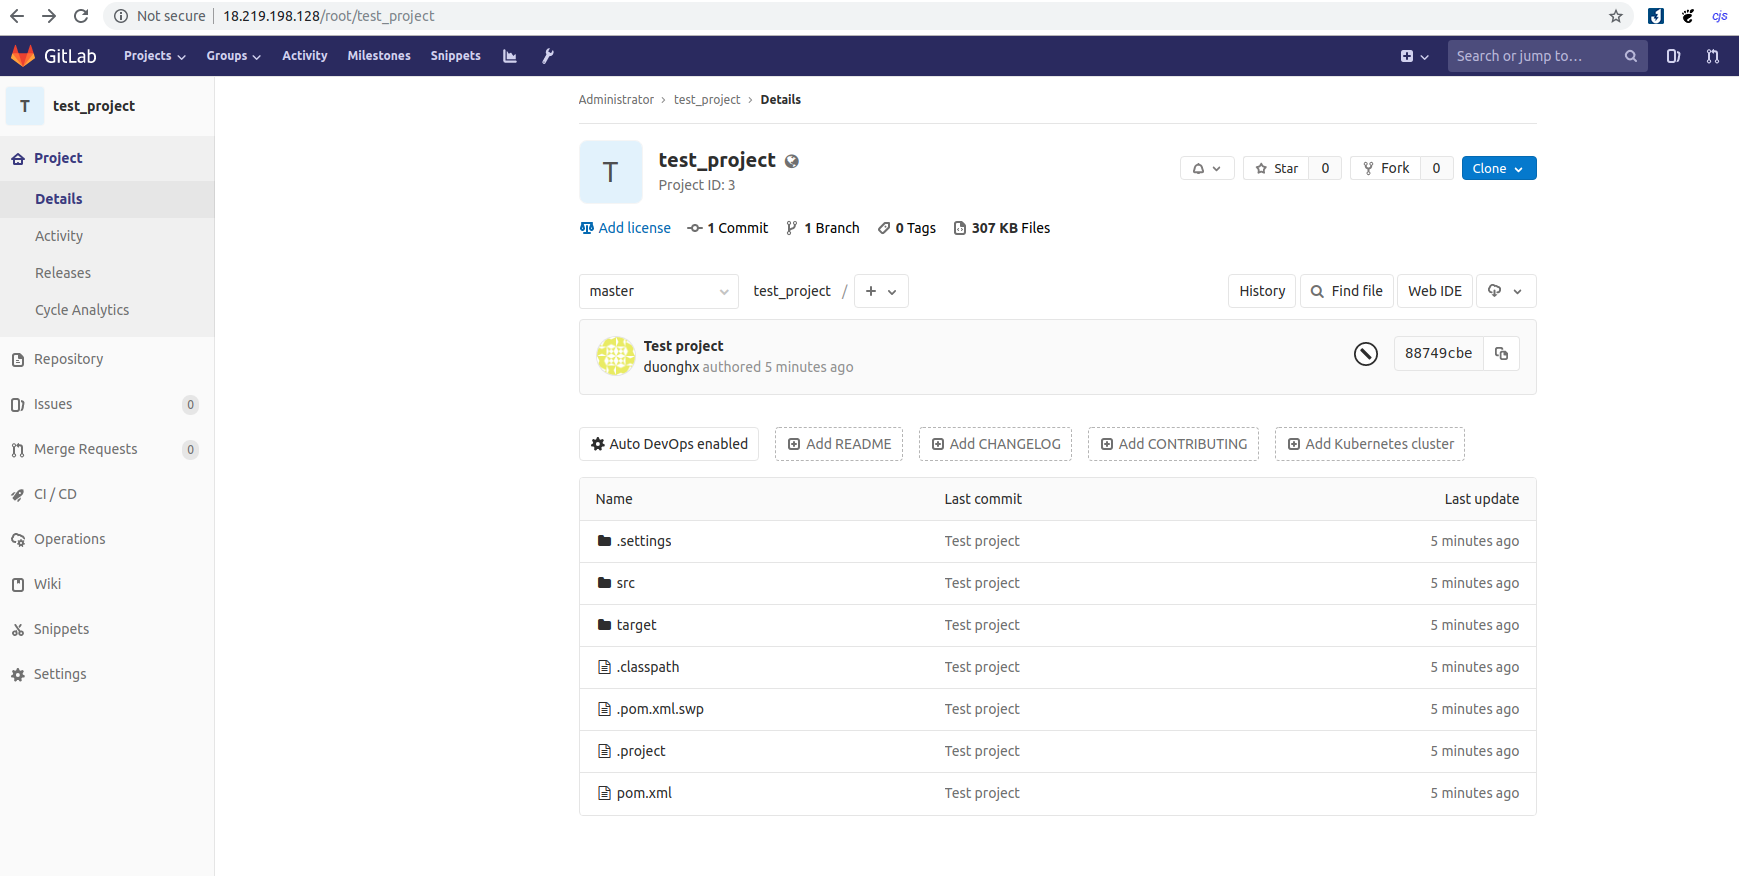 Not secure 18.219.198.128/root/test_project
cjs
GitLab Projects Groups Activity Milestones Snippets Search or jump to…
T test_project
Project
Details
Activity
Releases
Cycle Analytics
Repository
Issues 0
Merge Requests 0
CI / CD
Operations
Wiki
Snippets
Settings
Administrator › test_project › Details
T
test_project
Project ID: 3
Star 0 Fork 0 Clone
Add license 1 Commit 1 Branch 0 Tags 307 KB Files
master test_project / + History Find file Web IDE
Test project
duonghx authored 5 minutes ago
88749cbe
Auto DevOps enabled Add README Add CHANGELOG Add CONTRIBUTING Add Kubernetes cluster
Name Last commit Last update
.settings Test project 5 minutes ago
src Test project 5 minutes ago
target Test project 5 minutes ago
.classpath Test project 5 minutes ago
.pom.xml.swp Test project 5 minutes ago
.project Test project 5 minutes ago
pom.xml Test project 5 minutes ago